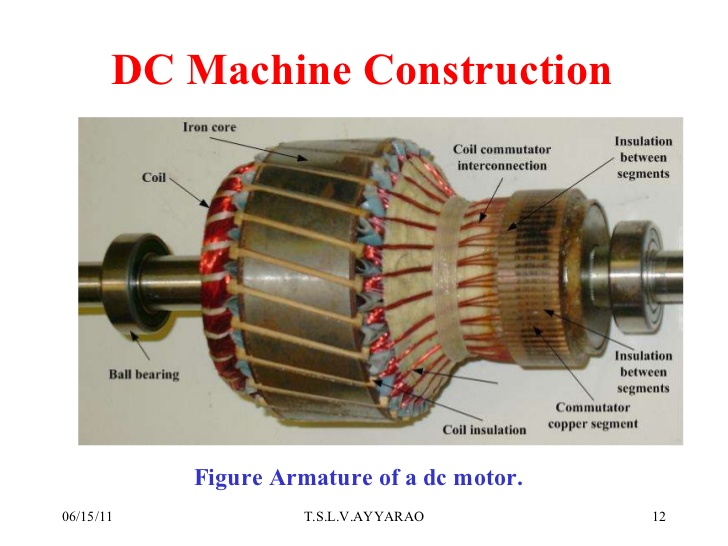 DC Machine Construction
Iron core
Coil
Coil commutator
interconnection
Insulation
between
segments
Ball bearing
Coil insulation
Insulation
between
segments
Commutator
copper segment
Figure Armature of a dc motor.
06/15/11
T.S.L.V.AYYARAO
12